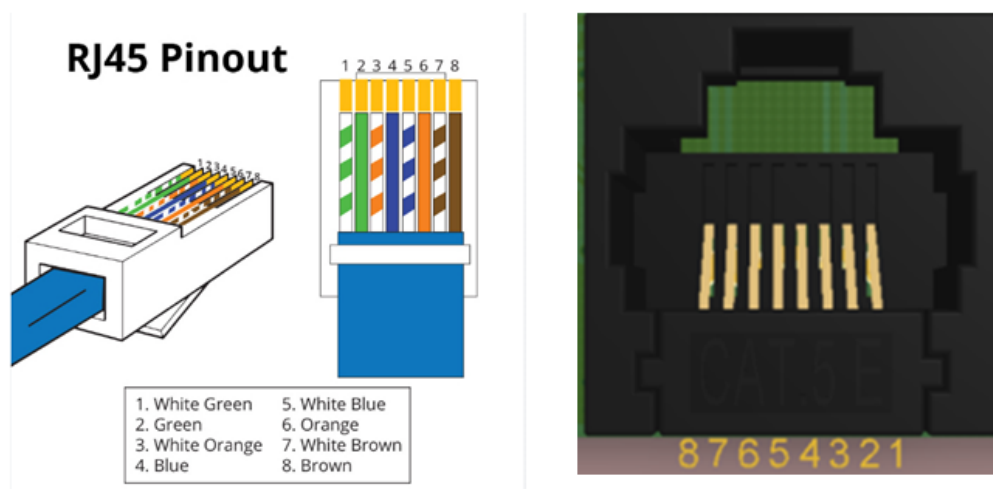 RJ45 Pinout
1 2 3 4 5 6 7 8
12345678
1. White Green
2. Green
3. White Orange
4. Blue
5. White Blue
6. Orange
7. White Brown
8. Brown
CAT.5 E
87654321